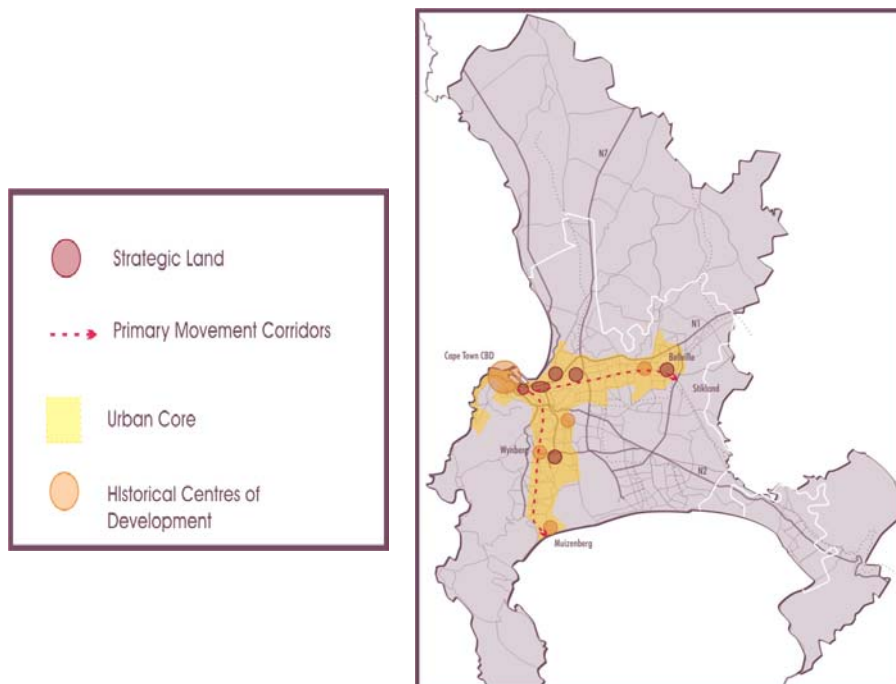 Strategic Land
Primary Movement Corridors
Urban Core
HIstorical Centres of
Development
N7
N1
Cape Town CBD
Bellville
Stikland
Wynberg
N2
Muizenberg